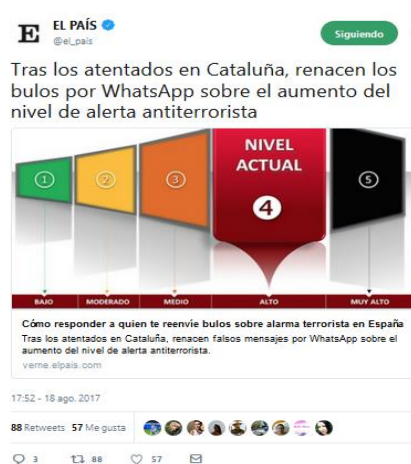 E
EL PAÍS
@el_pais
Siguiendo
Tras los atentados en Cataluña, renacen los
bulos por WhatsApp sobre el aumento del
nivel de alerta antiterrorista
1
2
3
NIVEL
ACTUAL
4
5
BAJO
MODERADO
MEDIO
ALTO
MUY ALTO
Cómo responder a quien te reenvíe bulos sobre alarma terrorista en España
Tras los atentados en Cataluña, renacen falsos mensajes por WhatsApp sobre el
aumento del nivel de alerta antiterrorista.
verne.elpais.com
17:52 - 18 ago. 2017
88 Retweets 57 Me gusta
3 88 57